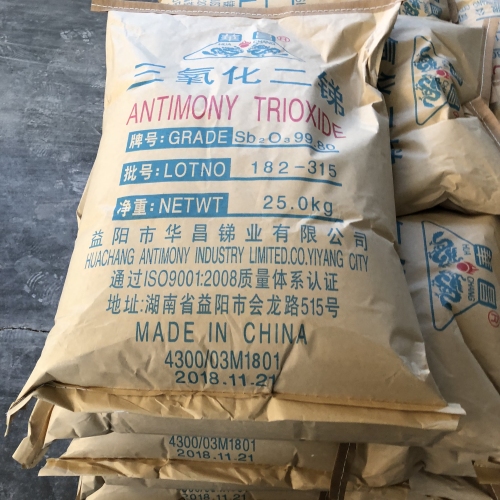 華昌®
三氧化二锑
ANTIMONY TRIOXIDE
牌号:GRADE Sb₂O₃99.80
批号:LOTNO 182-315
净重:NETWT 25.0kg
益阳市华昌锑业有限公司
HUACHANG ANTIMONY INDUSTRY LIMITED.CO.YIYANG CITY
通过ISO9001:2008质量体系认证
地址:湖南省益阳市会龙路515号
MADE IN CHINA
4300/03M1801
2018.11.21
4300/03M1801
2018.11.21
昌®